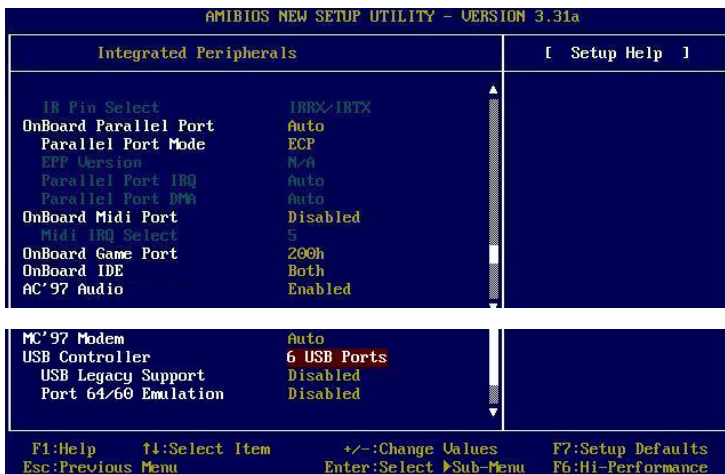 AMIBIOS NEW SETUP UTILITY - VERSION 3.31a
Integrated Peripherals
[ Setup Help ]
IR Pin Select IRRX/IRTX
OnBoard Parallel Port Auto
Parallel Port Mode ECP
EPP Version N/A
Parallel Port IRQ Auto
Parallel Port DMA Auto
OnBoard Midi Port Disabled
Midi IRQ Select 5
OnBoard Game Port 200h
OnBoard IDE Both
AC'97 Audio Enabled
MC'97 Modem Auto
USB Controller 6 USB Ports
USB Legacy Support Disabled
Port 64/60 Emulation Disabled
F1:Help ↑↓:Select Item +/-:Change Values F7:Setup Defaults
Esc:Previous Menu Enter:Select ▶Sub-Menu F6:Hi-Performance